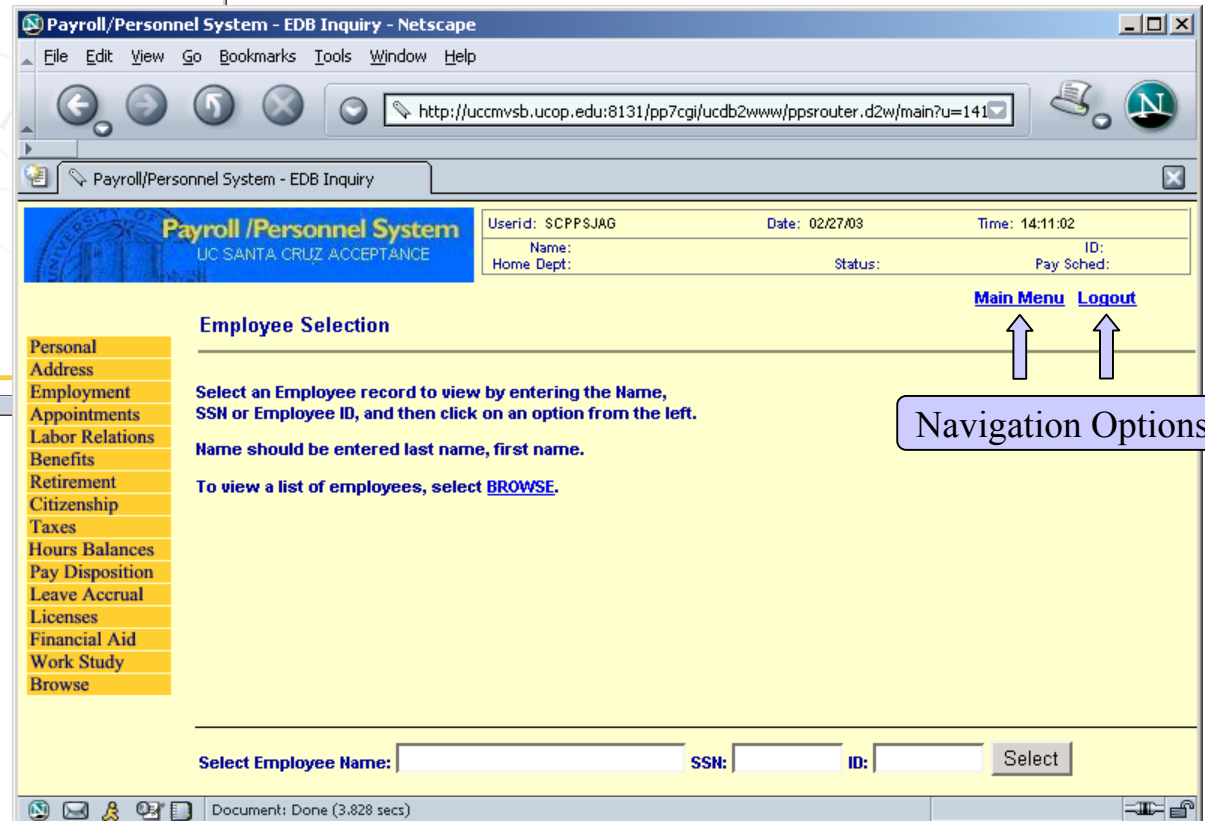 Payroll/Personnel System - EDB Inquiry - Netscape
File Edit View Go Bookmarks Tools Window Help
http://uccmvsb.ucop.edu:8131/pp7cgi/ucdb2www/ppsrouter.d2w/main?u=141
N
Payroll/Personnel System - EDB Inquiry
Payroll /Personnel System
UC SANTA CRUZ ACCEPTANCE
Userid: SCPPSJAG Date: 02/27/03 Time: 14:11:02
Name: ID:
Home Dept: Status: Pay Sched:
Main Menu Logout
Employee Selection
Personal
Address
Employment
Appointments
Labor Relations
Benefits
Retirement
Citizenship
Taxes
Hours Balances
Pay Disposition
Leave Accrual
Licenses
Financial Aid
Work Study
Browse
Select an Employee record to view by entering the Name,
SSN or Employee ID, and then click on an option from the left.
Name should be entered last name, first name.
To view a list of employees, select BROWSE.
Navigation Options
Select Employee Name: SSN: ID: Select
Document: Done (3.828 secs)